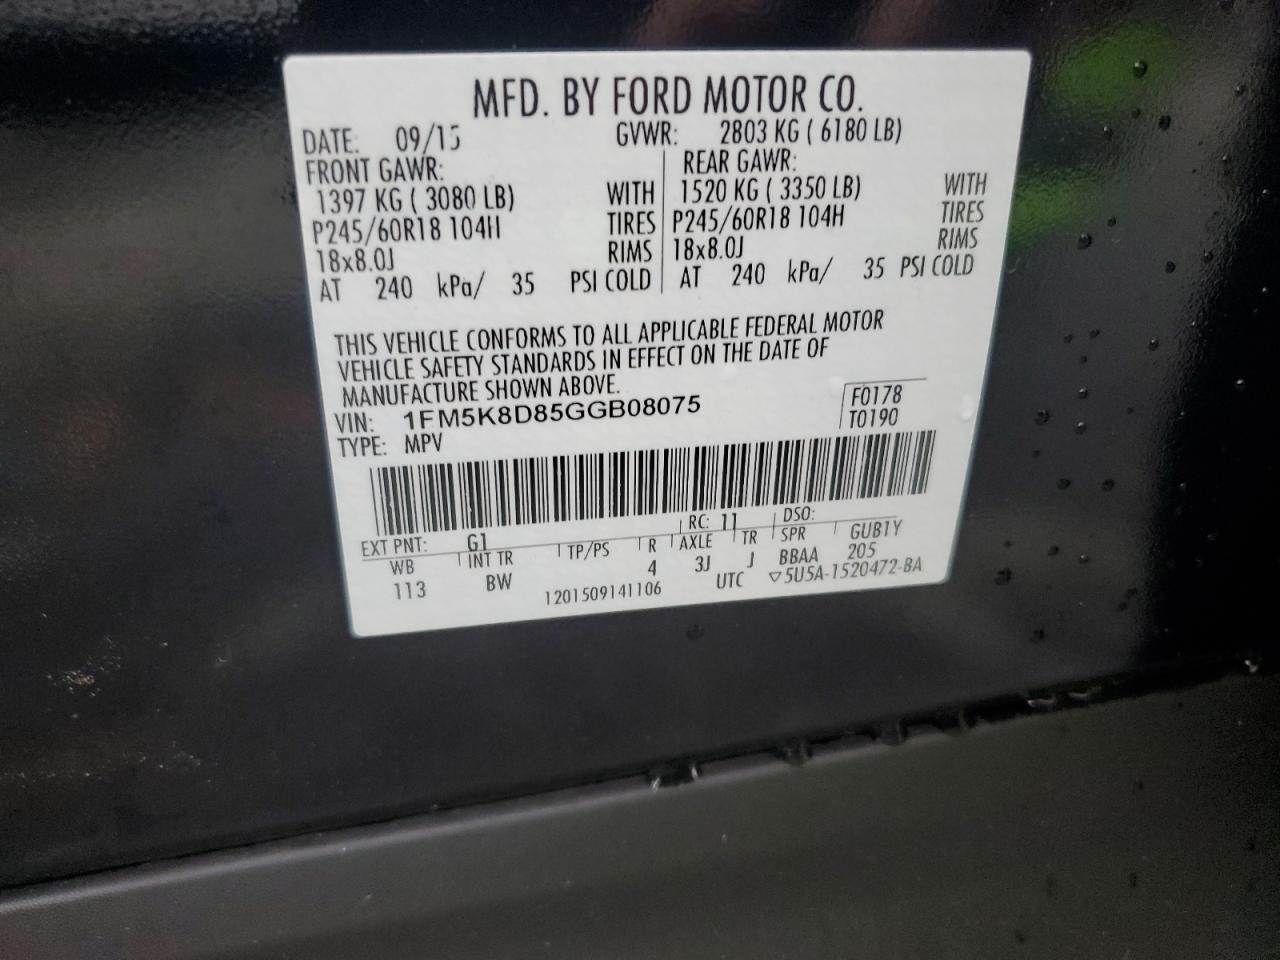 MFD. BY FORD MOTOR CO.
DATE: 09/15 GVWR: 2803 KG ( 6180 LB)
FRONT GAWR: REAR GAWR:
1397 KG ( 3080 LB) WITH 1520 KG ( 3350 LB) WITH
P245/60R18 104H TIRES P245/60R18 104H TIRES
18x8.0J RIMS 18x8.0J RIMS
AT 240 kPa/ 35 PSI COLD AT 240 kPa/ 35 PSI COLD
THIS VEHICLE CONFORMS TO ALL APPLICABLE FEDERAL MOTOR
VEHICLE SAFETY STANDARDS IN EFFECT ON THE DATE OF
MANUFACTURE SHOWN ABOVE.
VIN: 1FM5K8D85GGB08075 F0178
TYPE: MPV T0190
EXT PNT: G1 RC: 11 DSO:
WB INT TR TP/PS R AXLE TR SPR GUB1Y
113 BW 4 3J J BBAA 205
1201509141106 UTC ▽5U5A-1520472-BA